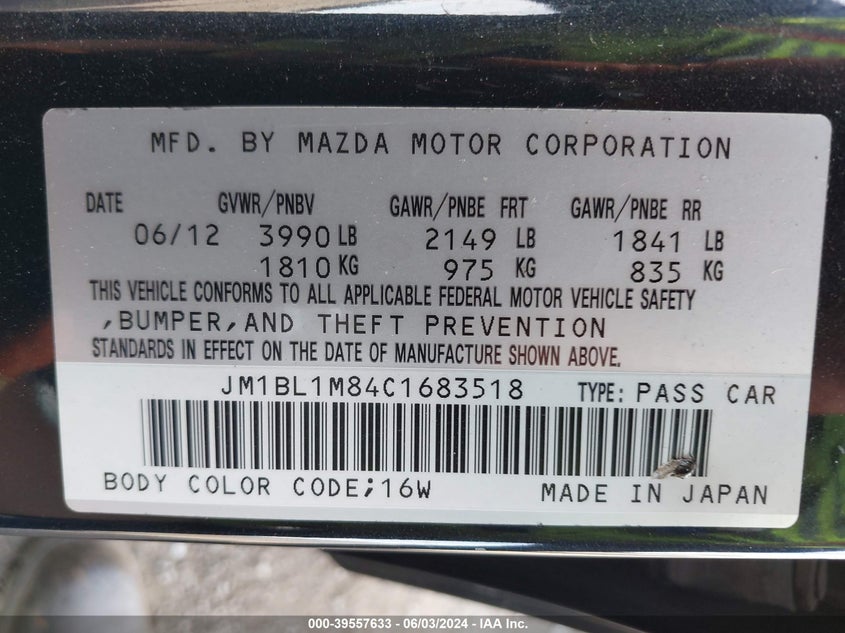 MFD. BY MAZDA MOTOR CORPORATION
DATE GVWR/PNBV GAWR/PNBE FRT GAWR/PNBE RR
06/12 3990 LB 2149 LB 1841 LB
1810 KG 975 KG 835 KG
THIS VEHICLE CONFORMS TO ALL APPLICABLE FEDERAL MOTOR VEHICLE SAFETY
,BUMPER,AND THEFT PREVENTION
STANDARDS IN EFFECT ON THE DATE OF MANUFACTURE SHOWN ABOVE.
JM1BL1M84C1683518 TYPE: PASS CAR
BODY COLOR CODE;16W MADE IN JAPAN
000-39557633 - 06/03/2024 - IAA Inc.